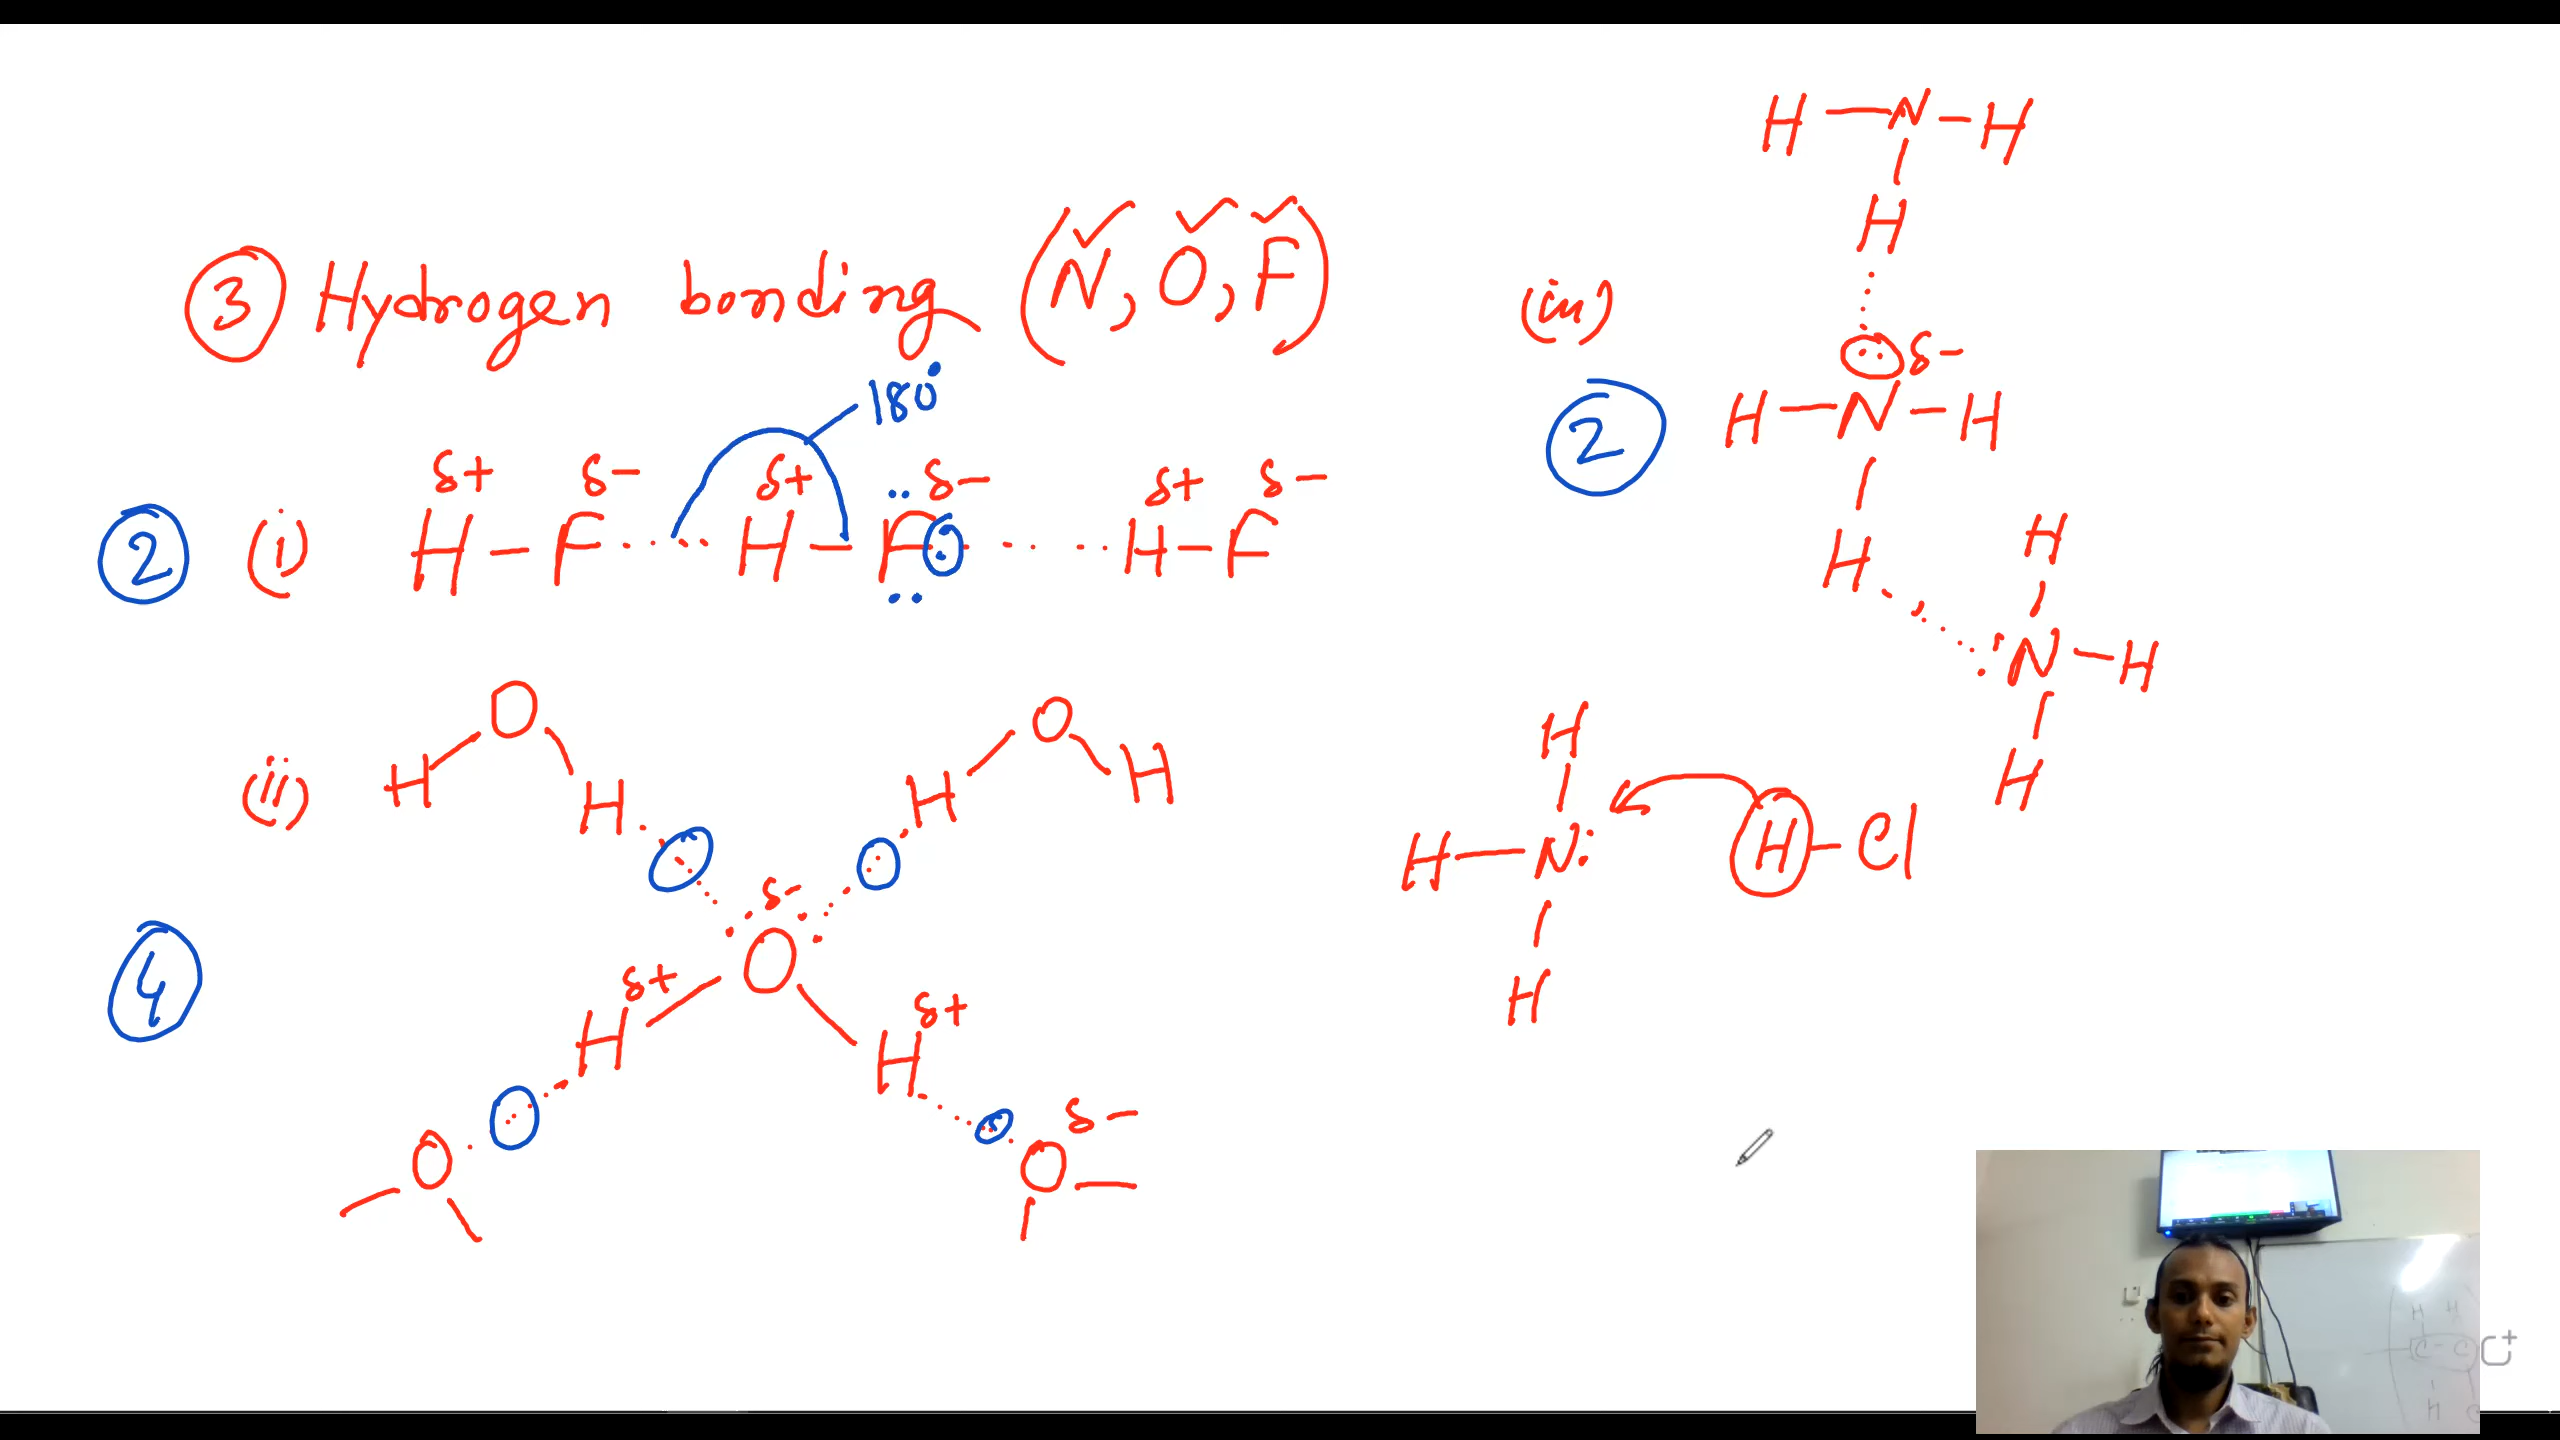 ③ Hydrogen bonding (N, O, F)
180°
δ+ δ- δ+ δ- δ+ δ-
② (i) H - F ..... H - F: ..... H - F
(ii) O O
H H H H
δ-
④ O
δ+ δ+
H H
δ-
O O
(iii)
H - N - H
H
δ-
② H - N - H
H H
N - H
H
H
H - N: H - Cl
H